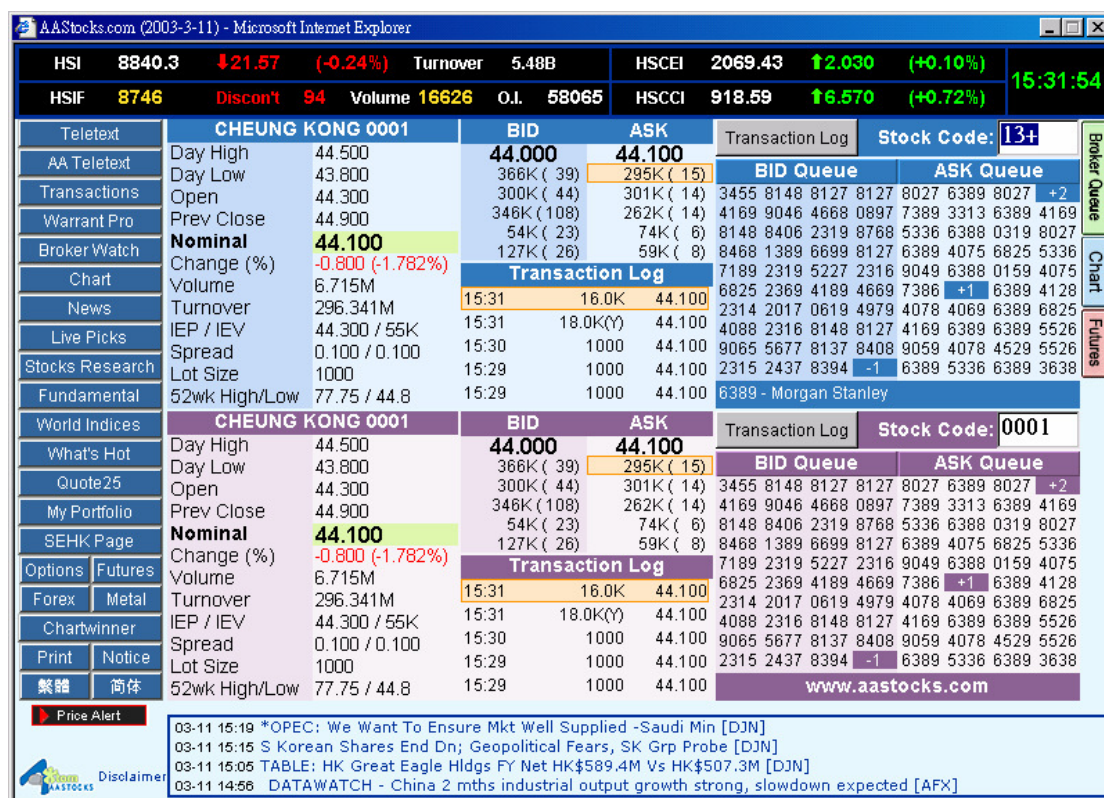 AAStocks.com (2003-3-11) - Microsoft Internet Explorer
HSI 8840.3 21.57 (-0.24%) Turnover 5.48B HSCEI 2069.43 2.030 (+0.10%)
15:31:54
HSIF 8746 Discon't 94 Volume 16626 O.I. 58065 HSCCI 918.59 6.570 (+0.72%)
Teletext
AA Teletext
Transactions
Warrant Pro
Broker Watch
Chart
News
Live Picks
Stocks Research
Fundamental
World Indices
What's Hot
Quote25
My Portfolio
SEHK Page
Options Futures
Forex Metal
Chartwinner
Print Notice
繁體 简体
Price Alert
AASTOCKS
Disclaimer
CHEUNG KONG 0001
Day High 44.500
Day Low 43.800
Open 44.300
Prev Close 44.900
Nominal 44.100
Change (%) -0.800 (-1.782%)
Volume 6.715M
Turnover 296.341M
IEP / IEV 44.300 / 55K
Spread 0.100 / 0.100
Lot Size 1000
52wk High/Low 77.75 / 44.8
BID ASK
44.000 44.100
366K ( 39) 295K ( 15)
300K ( 44) 301K ( 14)
346K (108) 262K ( 14)
54K ( 23) 74K ( 6)
127K ( 26) 59K ( 8)
Transaction Log
15:31 16.0K 44.100
15:31 18.0K(Y) 44.100
15:30 1000 44.100
15:29 1000 44.100
15:29 1000 44.100
Transaction Log Stock Code: 13+
BID Queue ASK Queue
3455 8148 8127 8127 8027 6389 8027 +2
4169 9046 4668 0897 7389 3313 6389 4169
8148 8406 2319 8768 5336 6388 0319 8027
8468 1389 6699 8127 6389 4075 6825 5336
7189 2319 5227 2316 9049 6388 0159 4075
6825 2369 4189 4669 7386 +1 6389 4128
2314 2017 0619 4979 4078 4069 6389 6825
4088 2316 8148 8127 4169 6389 6389 5526
9065 5677 8137 8408 9059 4078 4529 5526
2315 2437 8394 -1 6389 5336 6389 3638
6389 - Morgan Stanley
Broker Queue
Chart
Futures
CHEUNG KONG 0001
Day High 44.500
Day Low 43.800
Open 44.300
Prev Close 44.900
Nominal 44.100
Change (%) -0.800 (-1.782%)
Volume 6.715M
Turnover 296.341M
IEP / IEV 44.300 / 55K
Spread 0.100 / 0.100
Lot Size 1000
52wk High/Low 77.75 / 44.8
BID ASK
44.000 44.100
366K ( 39) 295K ( 15)
300K ( 44) 301K ( 14)
346K (108) 262K ( 14)
54K ( 23) 74K ( 6)
127K ( 26) 59K ( 8)
Transaction Log
15:31 16.0K 44.100
15:31 18.0K(Y) 44.100
15:30 1000 44.100
15:29 1000 44.100
15:29 1000 44.100
Transaction Log Stock Code: 0001
BID Queue ASK Queue
3455 8148 8127 8127 8027 6389 8027 +2
4169 9046 4668 0897 7389 3313 6389 4169
8148 8406 2319 8768 5336 6388 0319 8027
8468 1389 6699 8127 6389 4075 6825 5336
7189 2319 5227 2316 9049 6388 0159 4075
6825 2369 4189 4669 7386 +1 6389 4128
2314 2017 0619 4979 4078 4069 6389 6825
4088 2316 8148 8127 4169 6389 6389 5526
9065 5677 8137 8408 9059 4078 4529 5526
2315 2437 8394 -1 6389 5336 6389 3638
www.aastocks.com
03-11 15:19 *OPEC: We Want To Ensure Mkt Well Supplied -Saudi Min [DJN]
03-11 15:15 S Korean Shares End Dn; Geopolitical Fears, SK Grp Probe [DJN]
03-11 15:05 TABLE: HK Great Eagle Hldgs FY Net HK$589.4M Vs HK$507.3M [DJN]
03-11 14:56 DATAWATCH - China 2 mths industrial output growth strong, slowdown expected [AFX]